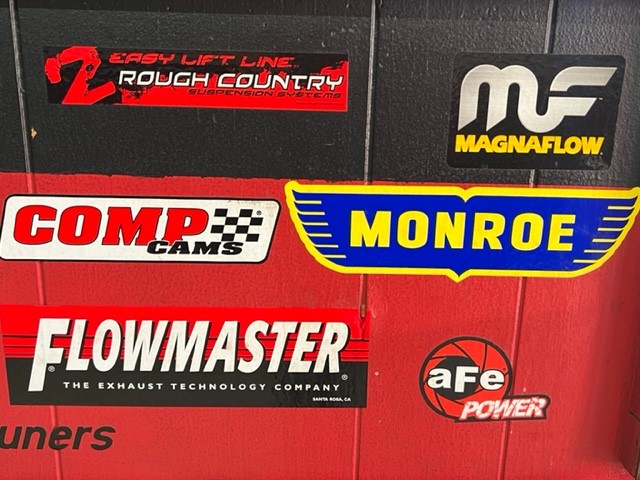 EASY LIFT LINE
2 ROUGH COUNTRY
SUSPENSION SYSTEMS
MF
MAGNAFLOW
COMP
CAMS
MONROE
FLOWMASTER
THE EXHAUST TECHNOLOGY COMPANY
SANTA ROSA, CA
aFe
POWER
uners